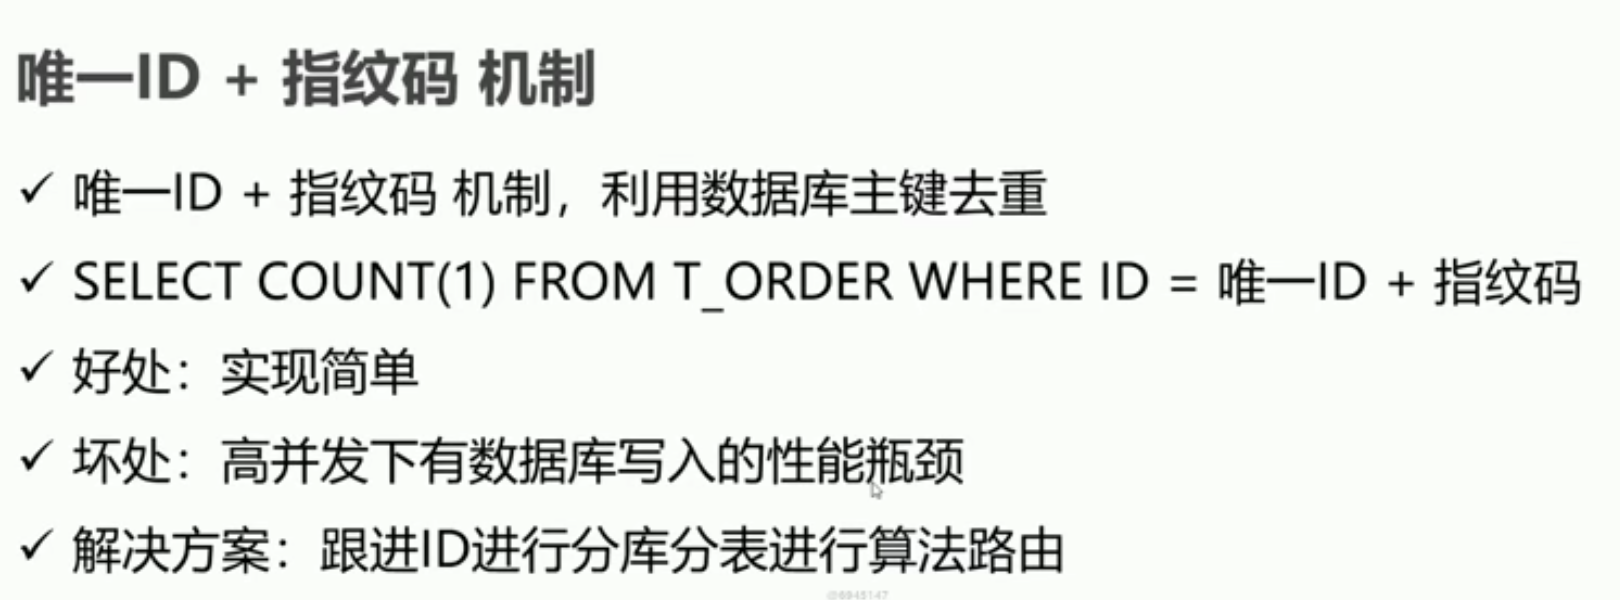 唯一ID + 指纹码 机制
✓ 唯一ID + 指纹码 机制，利用数据库主键去重
✓ SELECT COUNT(1) FROM T_ORDER WHERE ID = 唯一ID + 指纹码
✓ 好处：实现简单
✓ 坏处：高并发下有数据库写入的性能瓶颈
✓ 解决方案：跟进ID进行分库分表进行算法路由
@6945147